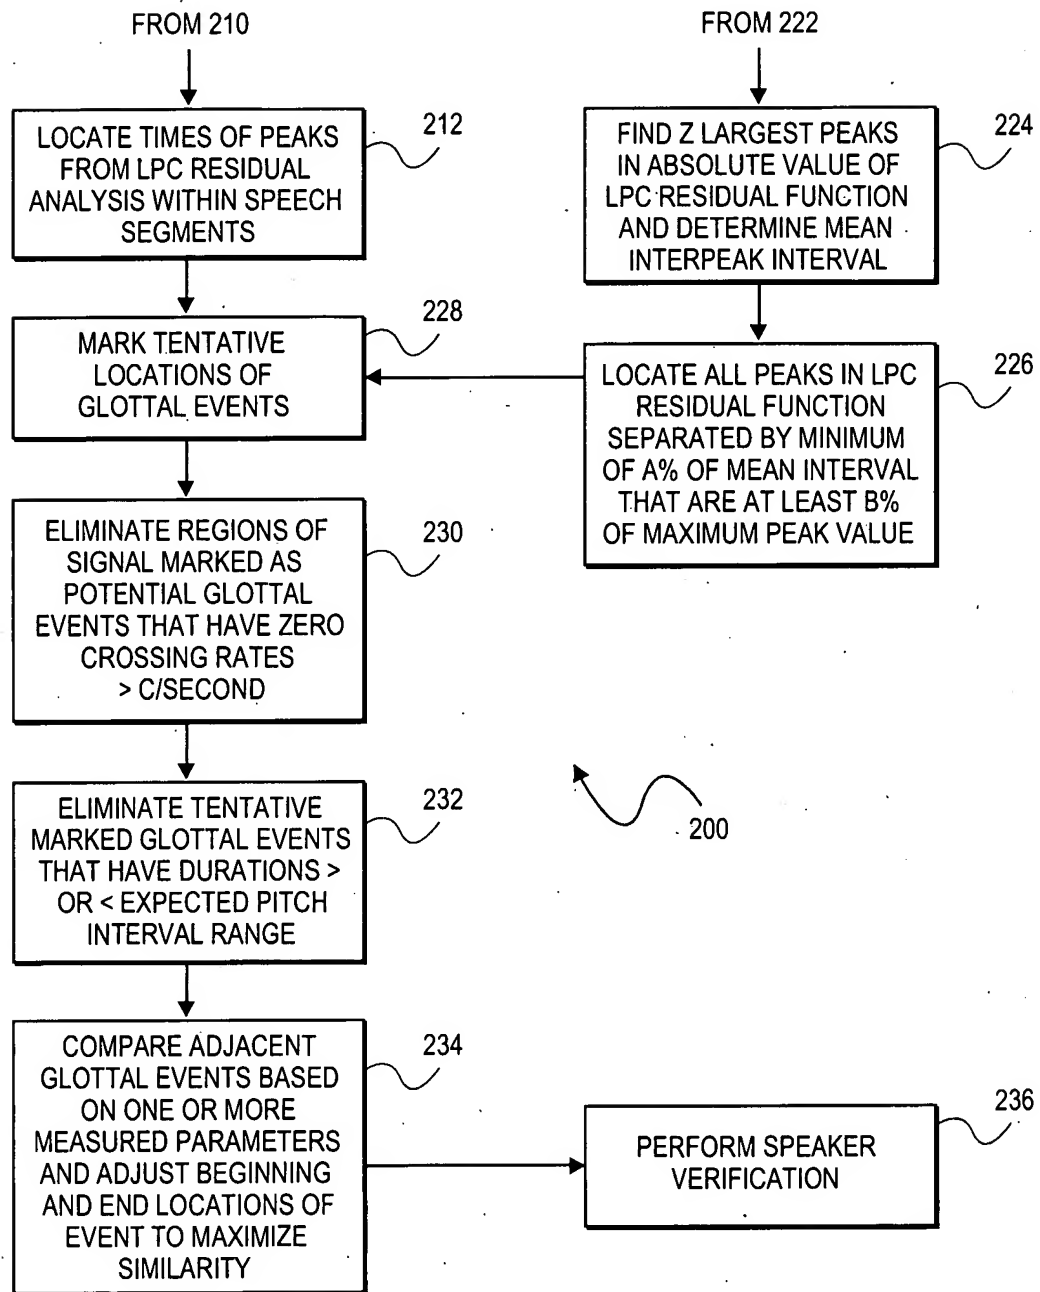 FROM 210
FROM 222
LOCATE TIMES OF PEAKS
FROM LPC RESIDUAL
ANALYSIS WITHIN SPEECH
SEGMENTS
212
FIND Z LARGEST PEAKS
IN ABSOLUTE VALUE OF
LPC RESIDUAL FUNCTION
AND DETERMINE MEAN
INTERPEAK INTERVAL
224
MARK TENTATIVE
LOCATIONS OF
GLOTTAL EVENTS
228
LOCATE ALL PEAKS IN LPC
RESIDUAL FUNCTION
SEPARATED BY MINIMUM
OF A% OF MEAN INTERVAL
THAT ARE AT LEAST B%
OF MAXIMUM PEAK VALUE
226
ELIMINATE REGIONS OF
SIGNAL MARKED AS
POTENTIAL GLOTTAL
EVENTS THAT HAVE ZERO
CROSSING RATES
> C/SECOND
230
ELIMINATE TENTATIVE
MARKED GLOTTAL EVENTS
THAT HAVE DURATIONS >
OR < EXPECTED PITCH
INTERVAL RANGE
232
200
COMPARE ADJACENT
GLOTTAL EVENTS BASED
ON ONE OR MORE
MEASURED PARAMETERS
AND ADJUST BEGINNING
AND END LOCATIONS OF
EVENT TO MAXIMIZE
SIMILARITY
234
PERFORM SPEAKER
VERIFICATION
236